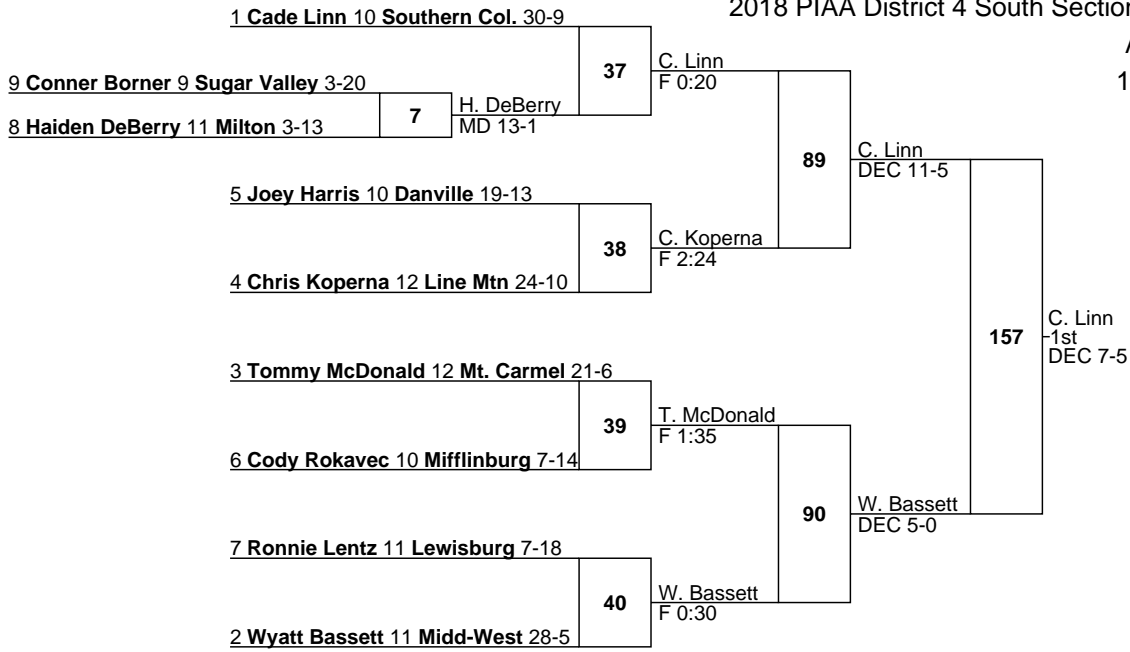 2018 PIAA District 4 South Section
1 Cade Linn 10 Southern Col. 30-9
37
C. Linn
F 0:20
9 Conner Borner 9 Sugar Valley 3-20
7
H. DeBerry
MD 13-1
8 Haiden DeBerry 11 Milton 3-13
89
C. Linn
DEC 11-5
5 Joey Harris 10 Danville 19-13
38
C. Koperna
F 2:24
4 Chris Koperna 12 Line Mtn 24-10
157
C. Linn
1st
DEC 7-5
3 Tommy McDonald 12 Mt. Carmel 21-6
39
T. McDonald
F 1:35
6 Cody Rokavec 10 Mifflinburg 7-14
90
W. Bassett
DEC 5-0
7 Ronnie Lentz 11 Lewisburg 7-18
40
W. Bassett
F 0:30
2 Wyatt Bassett 11 Midd-West 28-5